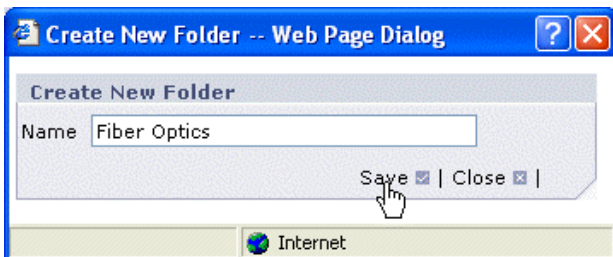 Create New Folder -- Web Page Dialog
Create New Folder
Name Fiber Optics
Save | Close |
Internet